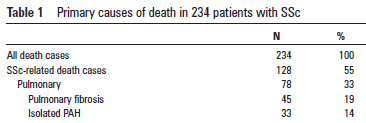 Table 1 Primary causes of death in 234 patients with SSc
N %
All death cases 234 100
SSc-related death cases 128 55
Pulmonary 78 33
Pulmonary fibrosis 45 19
Isolated PAH 33 14